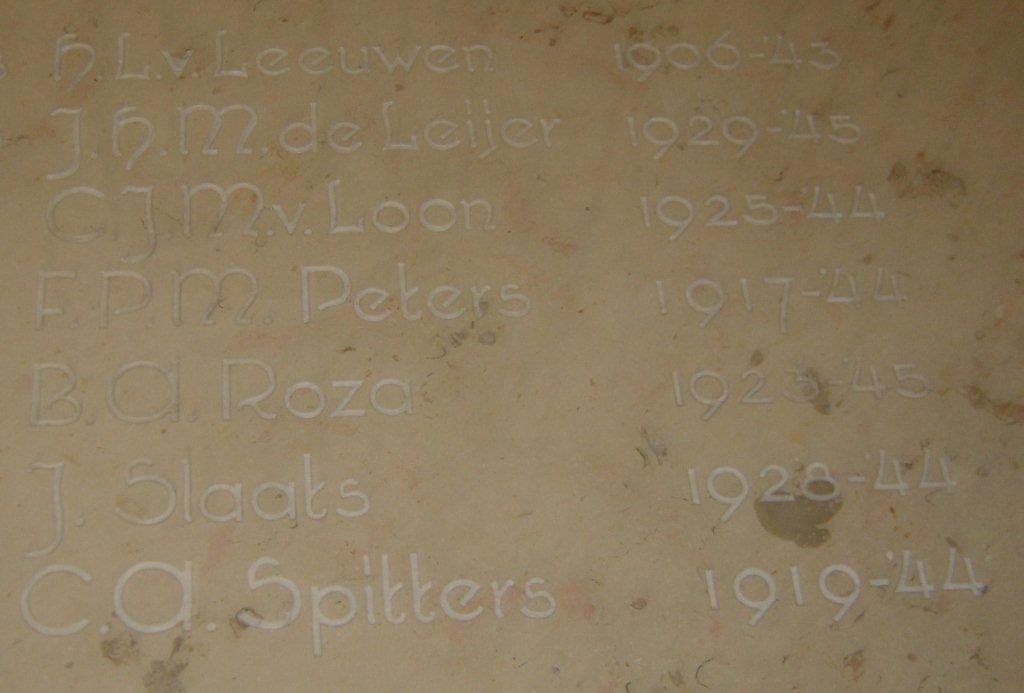 H.L.v.Leeuwen 1906-'43
J.H.M.de Leijer 1929-'45
C.J.M.v.Loon 1925-'44
F.P.M. Peters 1917-'44
B.A.Roza 1923-'45
J. Slaats 1928-'44
C.A.Spitters 1919-'44